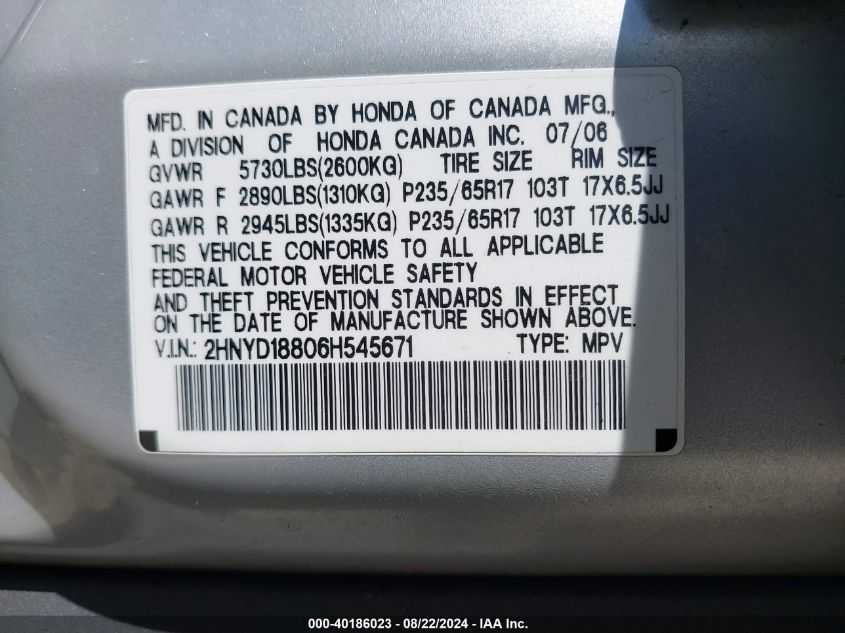 MFD. IN CANADA BY HONDA OF CANADA MFG.,
A DIVISION OF HONDA CANADA INC. 07/06
GVWR 5730LBS(2600KG) TIRE SIZE RIM SIZE
GAWR F 2890LBS(1310KG) P235/65R17 103T 17X6.5JJ
GAWR R 2945LBS(1335KG) P235/65R17 103T 17X6.5JJ
THIS VEHICLE CONFORMS TO ALL APPLICABLE
FEDERAL MOTOR VEHICLE SAFETY
AND THEFT PREVENTION STANDARDS IN EFFECT
ON THE DATE OF MANUFACTURE SHOWN ABOVE.
V.I.N.: 2HNYD18806H545671 TYPE: MPV
000-40186023 - 08/22/2024 - IAA Inc.